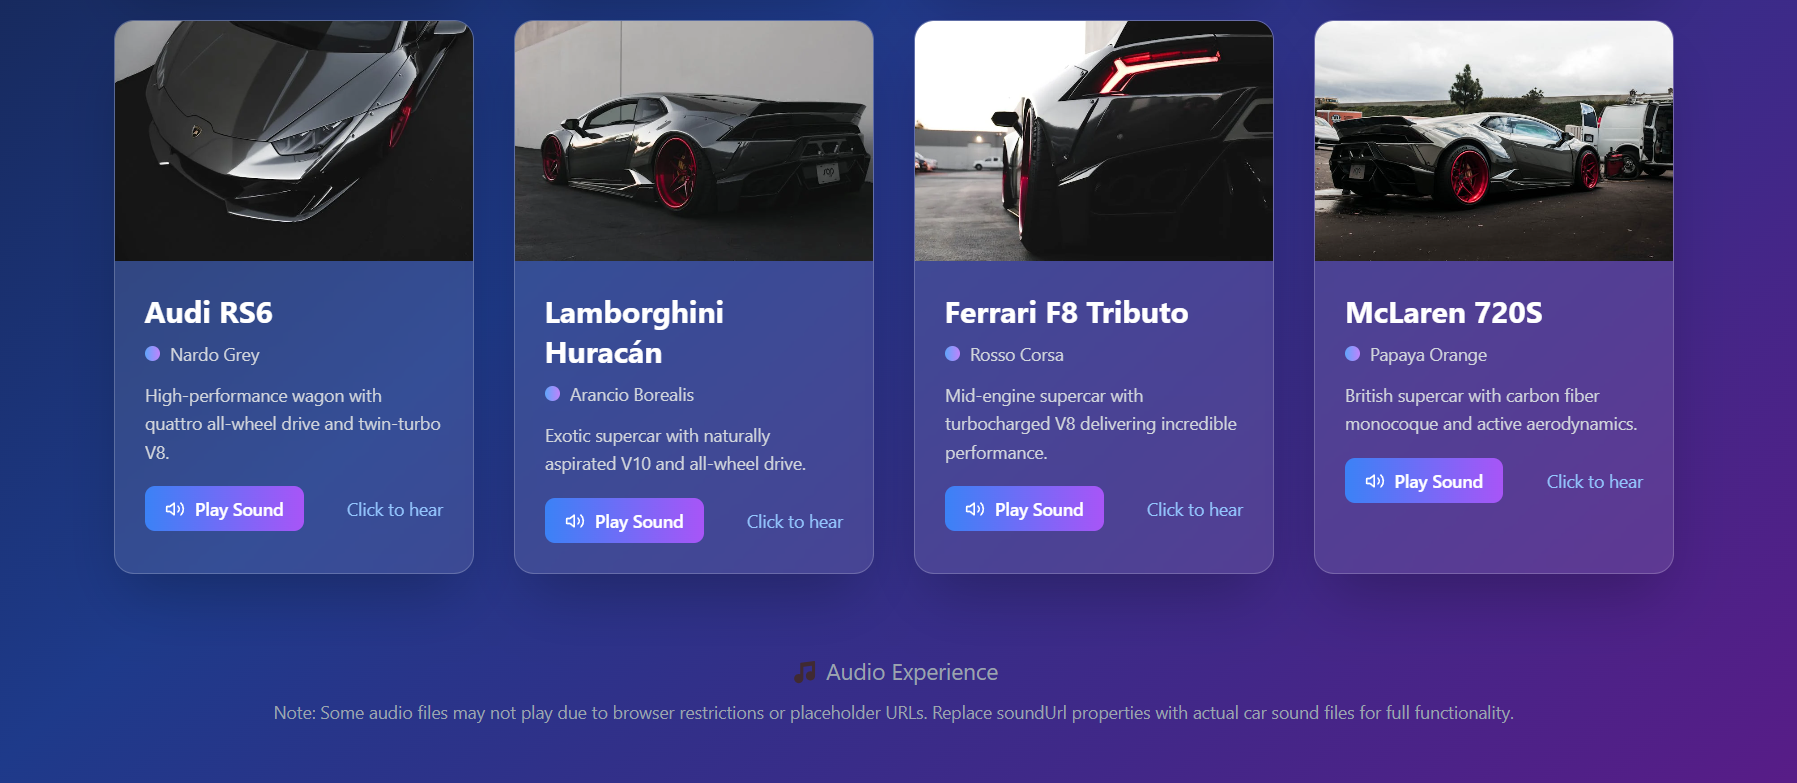 Audi RS6
Nardo Grey
High-performance wagon with
quattro all-wheel drive and twin-turbo
V8.
Play Sound
Click to hear
Lamborghini
Huracán
Arancio Borealis
Exotic supercar with naturally
aspirated V10 and all-wheel drive.
Play Sound
Click to hear
Ferrari F8 Tributo
Rosso Corsa
Mid-engine supercar with
turbocharged V8 delivering incredible
performance.
Play Sound
Click to hear
McLaren 720S
Papaya Orange
British supercar with carbon fiber
monocoque and active aerodynamics.
Play Sound
Click to hear
🎵 Audio Experience
Note: Some audio files may not play due to browser restrictions or placeholder URLs. Replace soundUrl properties with actual car sound files for full functionality.